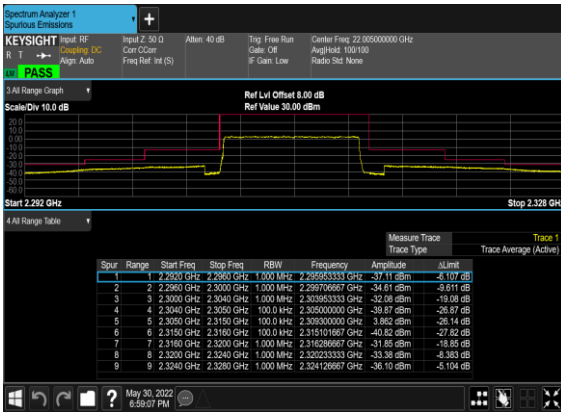 Spectrum Analyzer 1
Spurious Emissions
KEYSIGHT Input: RF Input Z: 50 Ω Atten: 40 dB Trig: Free Run Center Freq: 22.005000000 GHz
R T Coupling: DC Corr CCorr Gate: Off Avg|Hold: 100/100
Align: Auto Freq Ref: Int (S) IF Gain: Low Radio Std: None
PASS
3 All Range Graph Ref Lvl Offset 8.00 dB
Scale/Div 10.0 dB Ref Value 30.00 dBm
20.0
10.0
0.00
-10.0
-20.0
-30.0
-40.0
-50.0
-60.0
Start 2.292 GHz Stop 2.328 GH
4 All Range Table
Measure Trace Trace 1
Trace Type Trace Average (Active)
Spur Range Start Freq Stop Freq RBW Frequency Amplitude ΔLimit
1 1 2.2920 GHz 2.2960 GHz 1.000 MHz 2.295953333 GHz -37.11 dBm -6.107 dB
2 2 2.2960 GHz 2.3000 GHz 1.000 MHz 2.299706667 GHz -34.61 dBm -9.611 dB
3 3 2.3000 GHz 2.3040 GHz 1.000 MHz 2.303953333 GHz -32.08 dBm -19.08 dB
4 4 2.3040 GHz 2.3050 GHz 100.0 kHz 2.305000000 GHz -39.87 dBm -26.87 dB
5 5 2.3050 GHz 2.3150 GHz 100.0 kHz 2.309300000 GHz 3.862 dBm -26.14 dB
6 6 2.3150 GHz 2.3160 GHz 100.0 kHz 2.315101667 GHz -40.82 dBm -27.82 dB
7 7 2.3160 GHz 2.3200 GHz 1.000 MHz 2.316286667 GHz -31.85 dBm -18.85 dB
8 8 2.3200 GHz 2.3240 GHz 1.000 MHz 2.320233333 GHz -33.38 dBm -8.383 dB
9 9 2.3240 GHz 2.3280 GHz 1.000 MHz 2.324126667 GHz -36.10 dBm -5.104 dB
May 30, 2022
6:59:07 PM